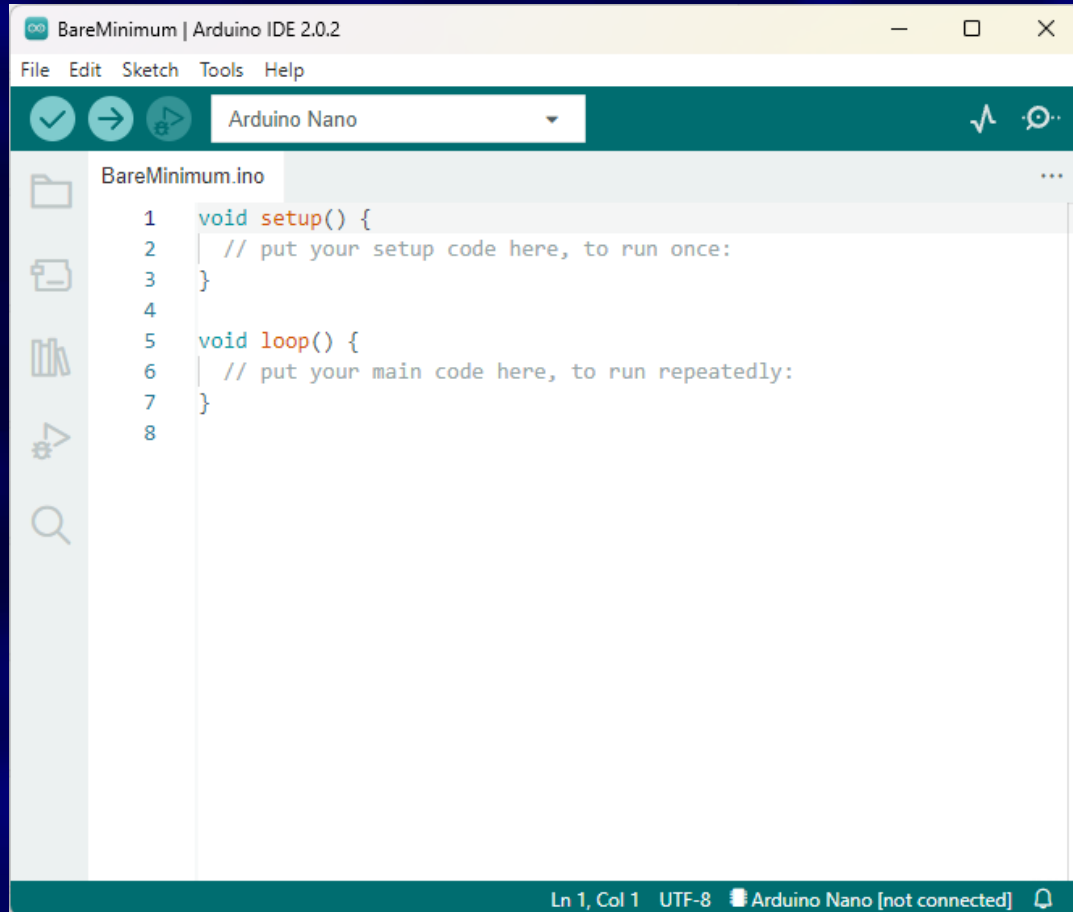 BareMinimum | Arduino IDE 2.0.2
File Edit Sketch Tools Help
Arduino Nano
BareMinimum.ino
1 void setup() {
2 // put your setup code here, to run once:
3 }
4
5 void loop() {
6 // put your main code here, to run repeatedly:
7 }
8
Ln 1, Col 1 UTF-8 Arduino Nano [not connected]